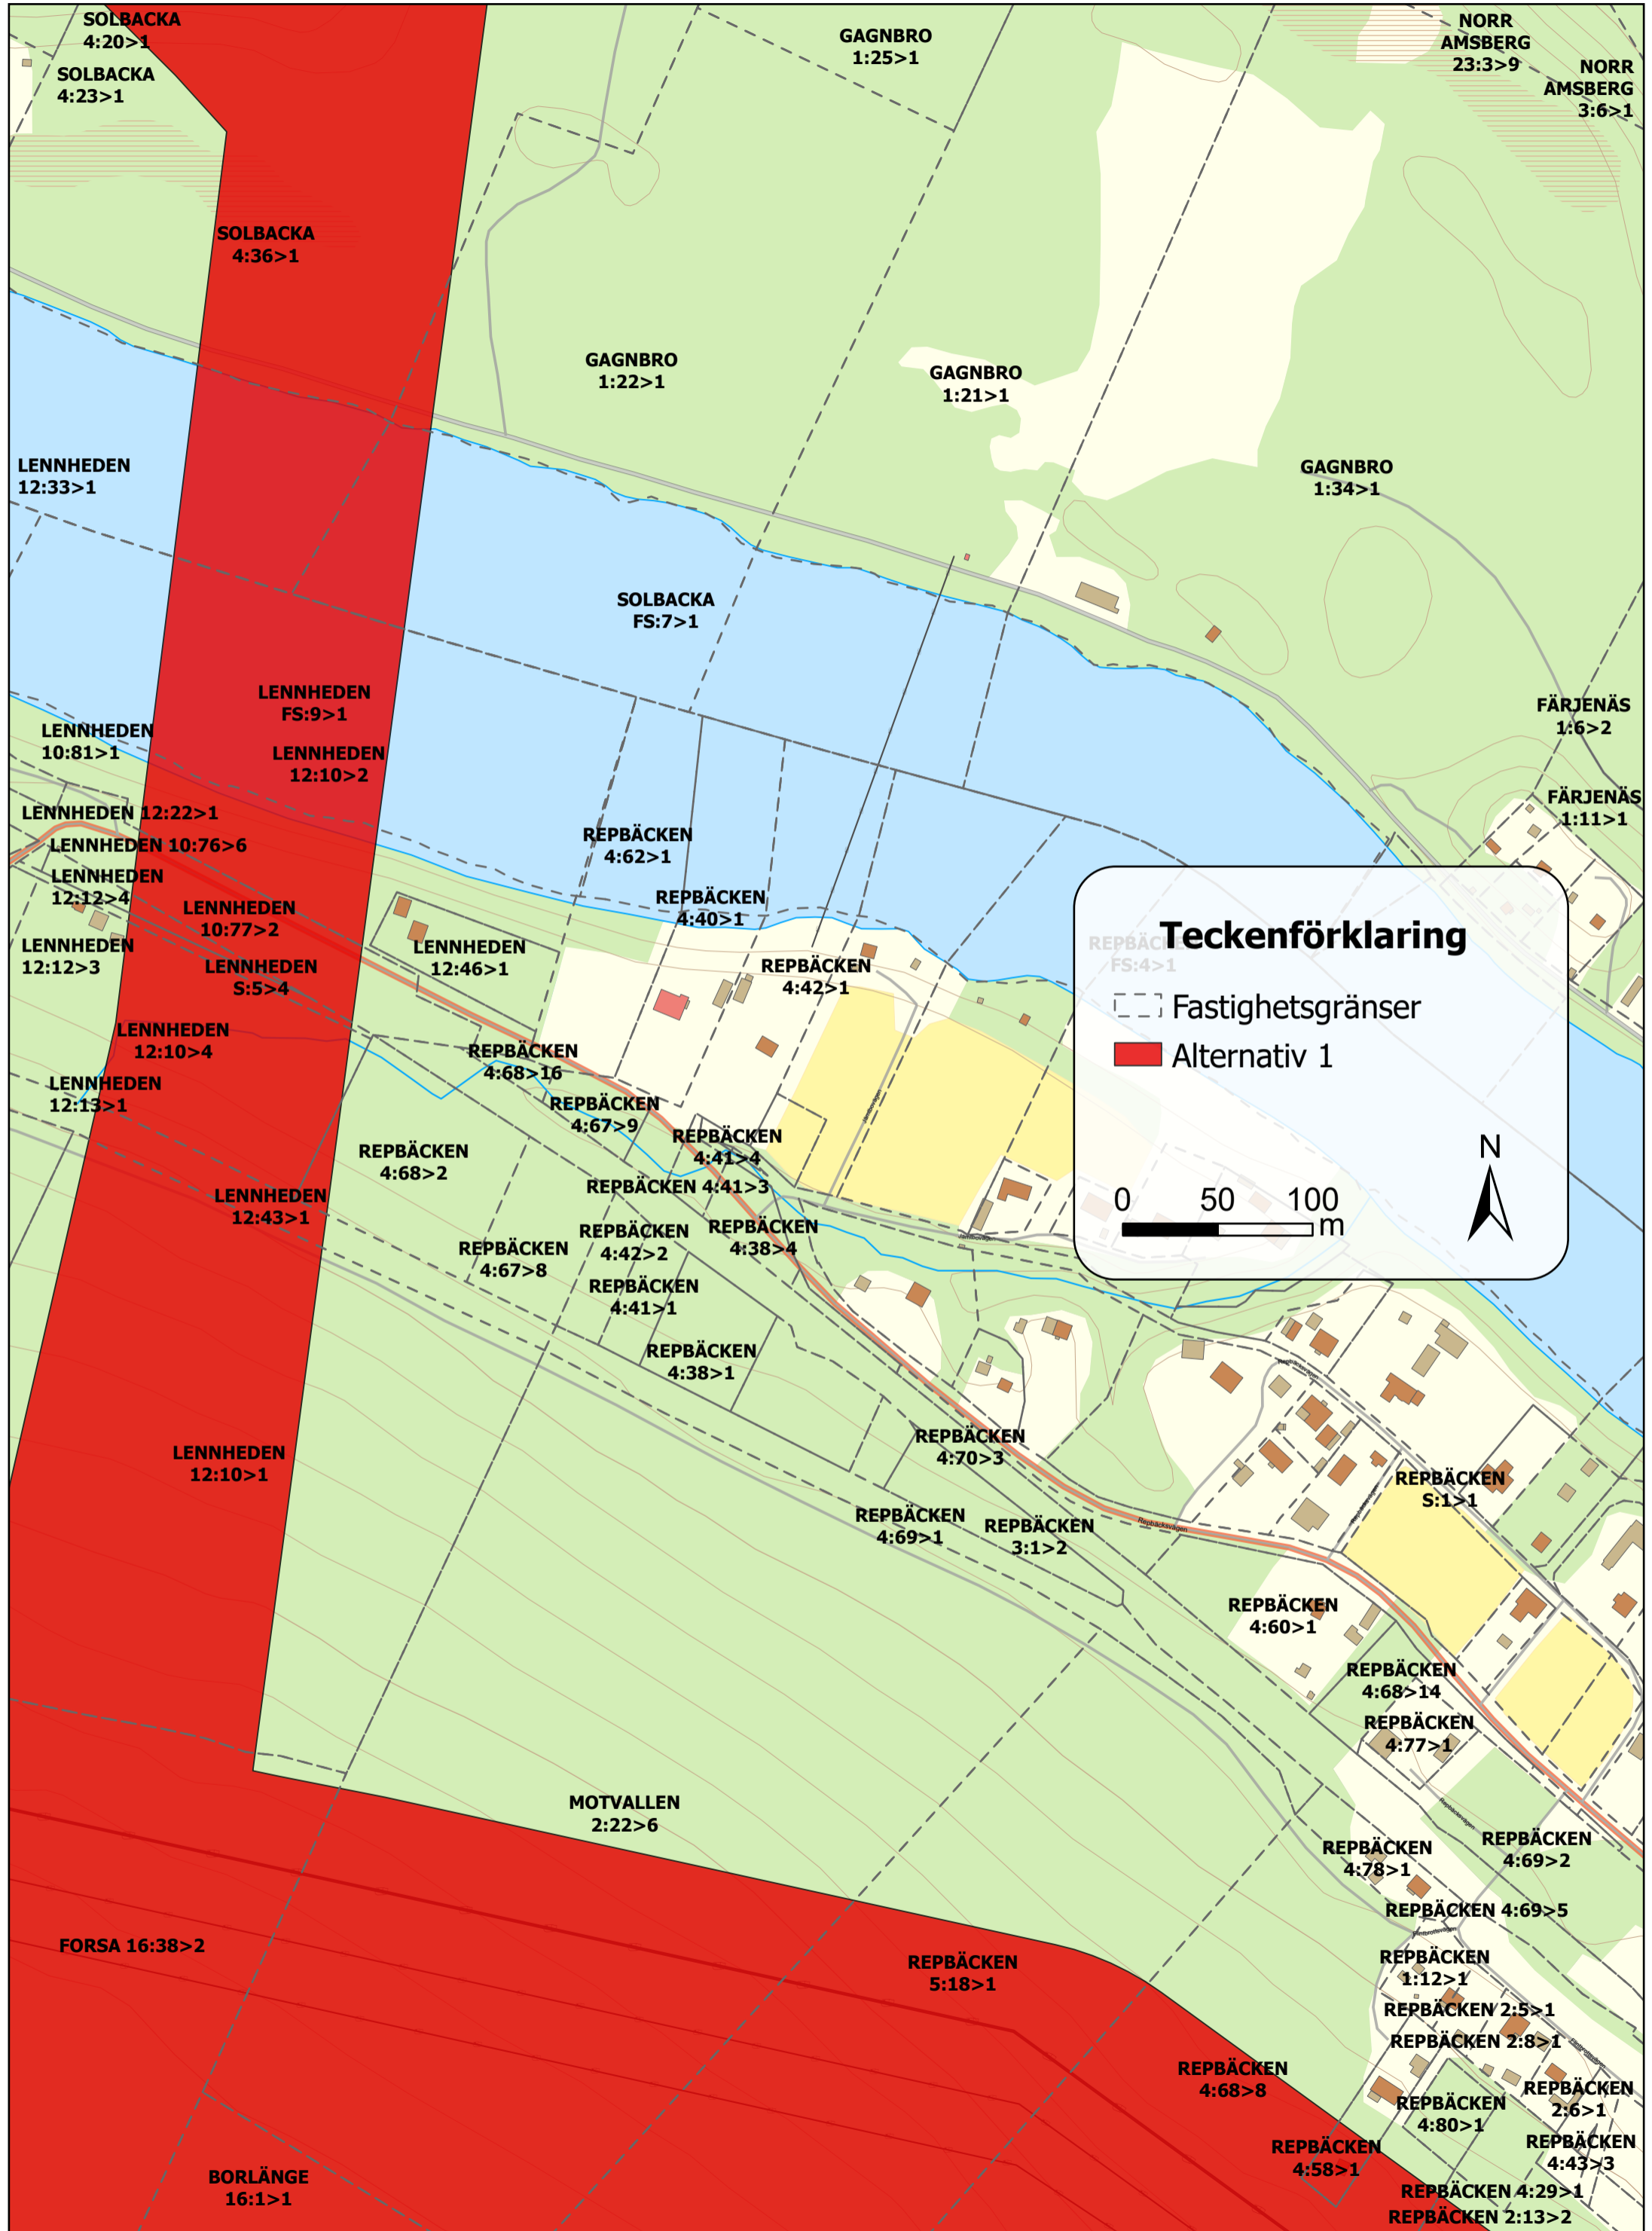 SOLBACKA
4:20>1
SOLBACKA
4:23>1
GAGNBRO
1:25>1
NORR
AMSBERG
23:3>9
NORR
AMSBERG
3:6>1
SOLBACKA
4:36>1
GAGNBRO
1:22>1
GAGNBRO
1:21>1
GAGNBRO
1:34>1
LENNHEDEN
12:33>1
SOLBACKA
FS:7>1
LENNHEDEN
FS:9>1
LENNHEDEN
10:81>1
LENNHEDEN
12:10>2
FÄRJENÄS
1:6>2
FÄRJENÄS
1:11>1
LENNHEDEN 12:22>1
LENNHEDEN 10:76>6
REPBÄCKEN
4:62>1
LENNHEDEN
12:12>4
REPBÄCKEN
4:40>1
LENNHEDEN
10:77>2
LENNHEDEN
12:12>3
LENNHEDEN
S:5>4
LENNHEDEN
12:46>1
REPBÄCKEN
4:42>1
Teckenförklaring
REPBÄCKEN
FS:4>1
Fastighetsgränser
Alternativ 1
N
0 50 100
m
LENNHEDEN
12:10>4
REPBÄCKEN
4:68>16
LENNHEDEN
12:13>1
REPBÄCKEN
4:67>9
REPBÄCKEN
4:41>4
REPBÄCKEN
4:68>2
REPBÄCKEN 4:41>3
LENNHEDEN
12:43>1
REPBÄCKEN
4:42>2
REPBÄCKEN
4:38>4
REPBÄCKEN
4:67>8
REPBÄCKEN
4:41>1
REPBÄCKEN
4:38>1
Repbäcksvägen
LENNHEDEN
12:10>1
REPBÄCKEN
4:70>3
REPBÄCKEN
S:1>1
REPBÄCKEN
4:69>1
REPBÄCKEN
3:1>2
Repbäcksvägen
REPBÄCKEN
4:60>1
REPBÄCKEN
4:68>14
REPBÄCKEN
4:77>1
Repbäcksvägen
MOTVALLEN
2:22>6
REPBÄCKEN
4:69>2
REPBÄCKEN
4:78>1
REPBÄCKEN 4:69>5
FORSA 16:38>2
REPBÄCKEN
5:18>1
REPBÄCKEN
1:12>1
REPBÄCKEN 2:5>1
REPBÄCKEN 2:8>1
REPBÄCKEN
4:68>8
REPBÄCKEN
2:6>1
REPBÄCKEN
4:80>1
REPBÄCKEN
4:58>1
REPBÄCKEN
4:43>3
BORLÄNGE
16:1>1
REPBÄCKEN 4:29>1
REPBÄCKEN 2:13>2